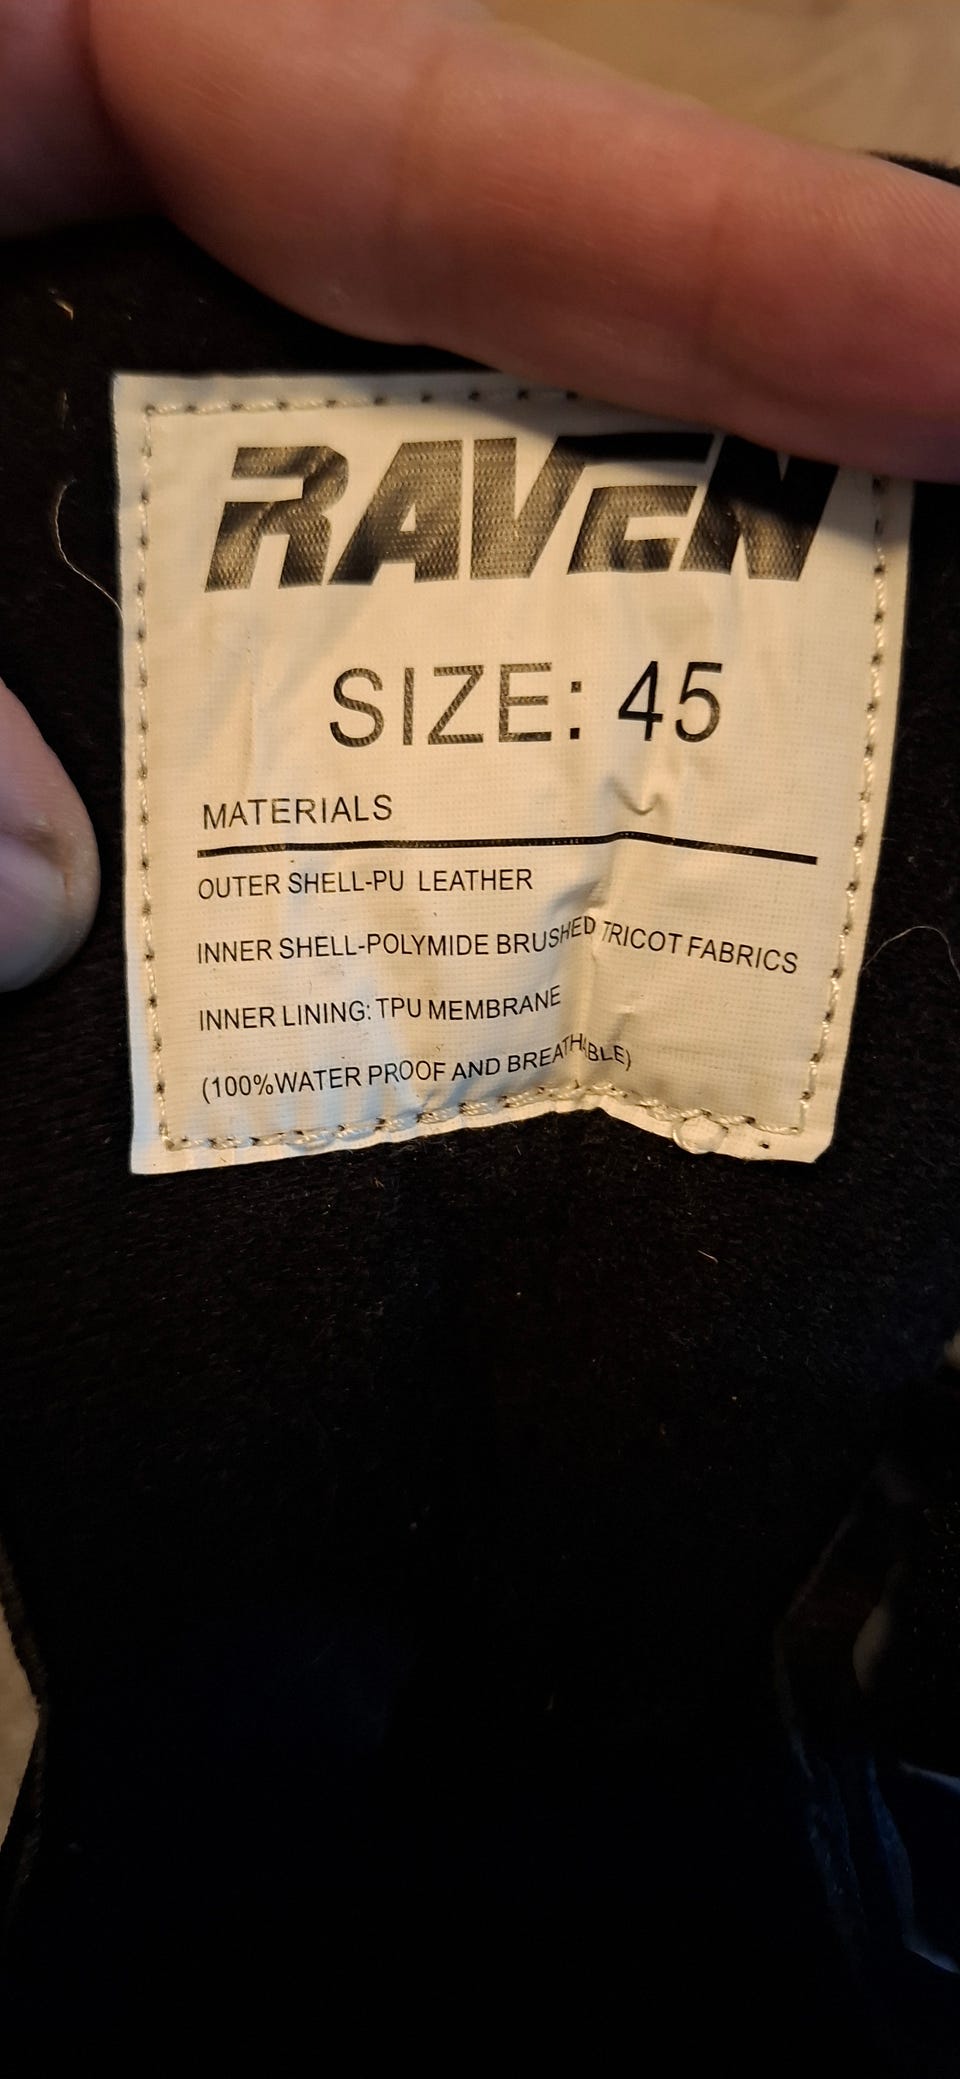 RAVEN
SIZE: 45
MATERIALS
OUTER SHELL-PU LEATHER
INNER SHELL-POLYMIDE BRUSHED TRICOT FABRICS
INNER LINING: TPU MEMBRANE
(100%WATER PROOF AND BREATHABLE)